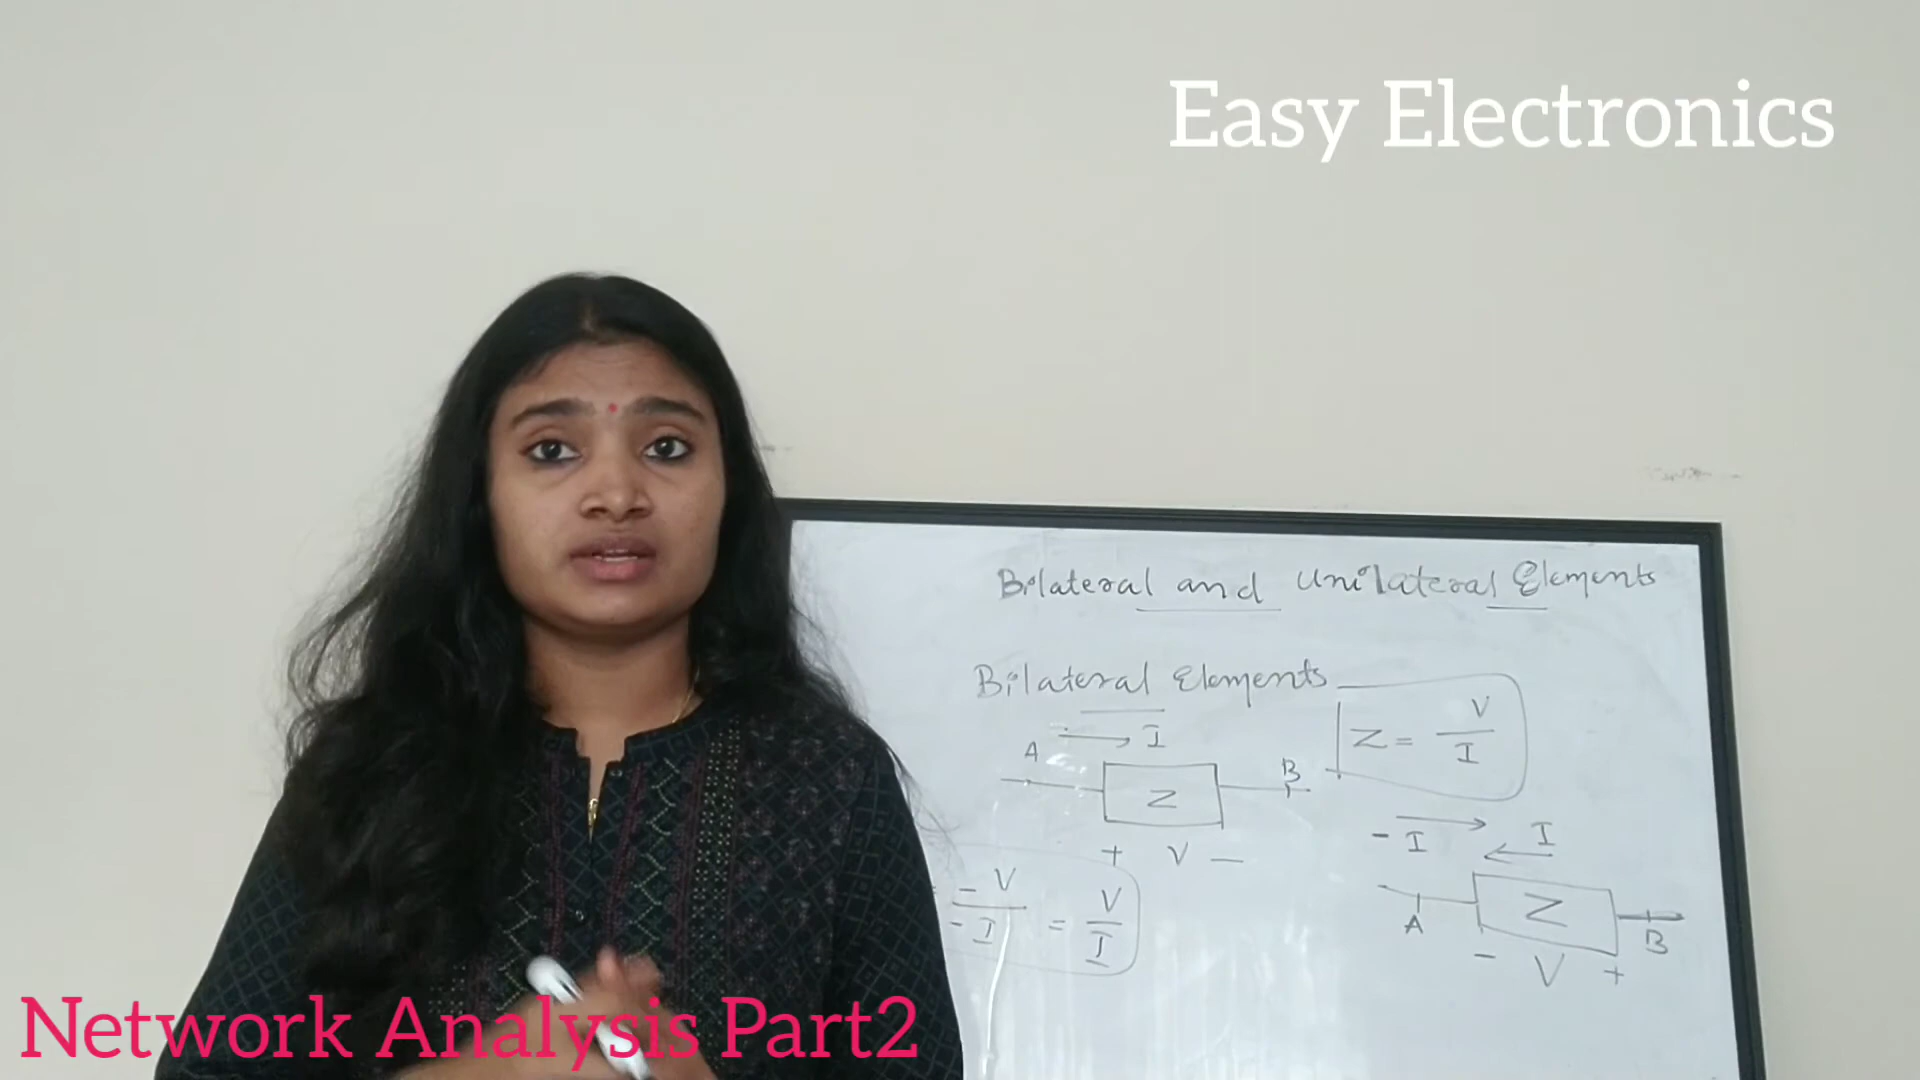 Easy Electronics
Bilateral and Unilateral Elements
Bilateral Elements
Z = V / I
A
I
B
Z
+ V -
- I
I
- V / - I = V / I
Z
A
B
- V +
Network Analysis Part2